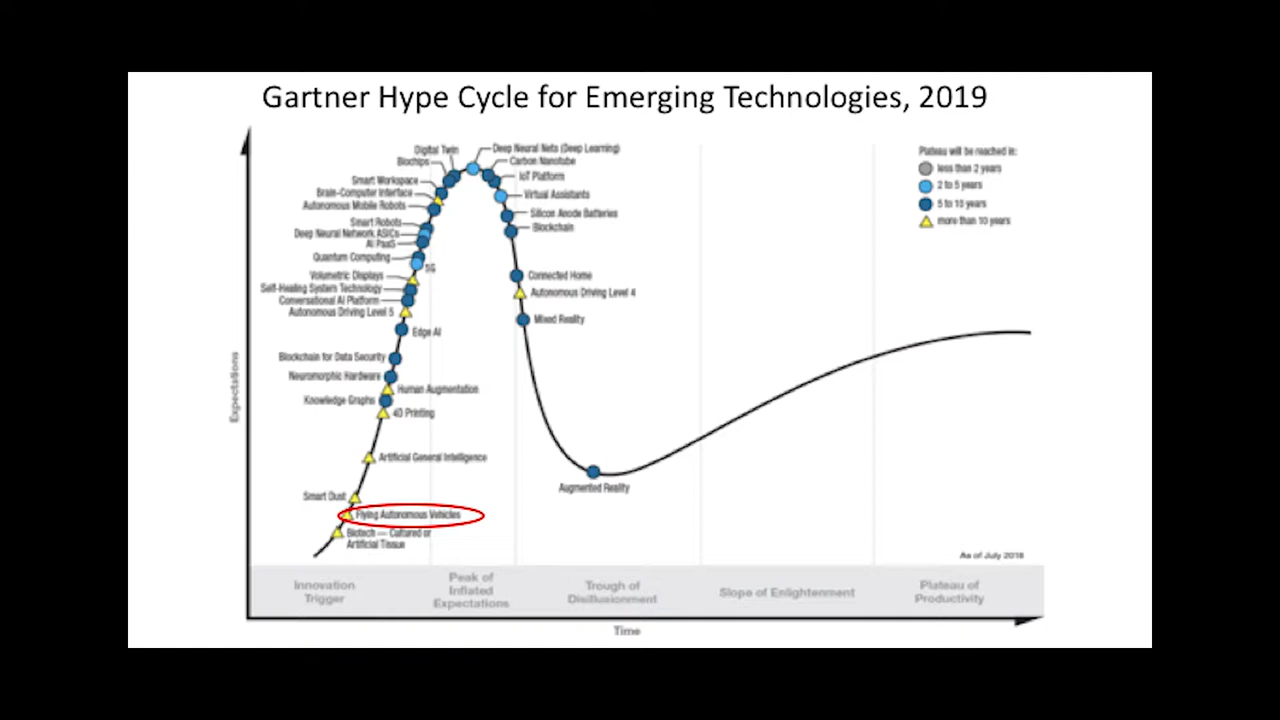 Gartner Hype Cycle for Emerging Technologies, 2019
Expectations
Digital Twin
Biochips
Smart Workspace
Brain-Computer Interface
Autonomous Mobile Robots
Smart Robots
Deep Neural Network ASICs
AI PaaS
Quantum Computing
5G
Volumetric Displays
Self-Healing System Technology
Conversational AI Platform
Autonomous Driving Level 5
Edge AI
Blockchain for Data Security
Neuromorphic Hardware
Human Augmentation
Knowledge Graphs
4D Printing
Artificial General Intelligence
Smart Dust
Flying Autonomous Vehicles
Biotech — Cultured or
Artificial Tissue
Deep Neural Nets (Deep Learning)
Carbon Nanotube
IoT Platform
Virtual Assistants
Silicon Anode Batteries
Blockchain
Connected Home
Autonomous Driving Level 4
Mixed Reality
Augmented Reality
Plateau will be reached in:
less than 2 years
2 to 5 years
5 to 10 years
more than 10 years
As of July 2018
Innovation
Trigger
Peak of
Inflated
Expectations
Trough of
Disillusionment
Slope of Enlightenment
Plateau of
Productivity
Time